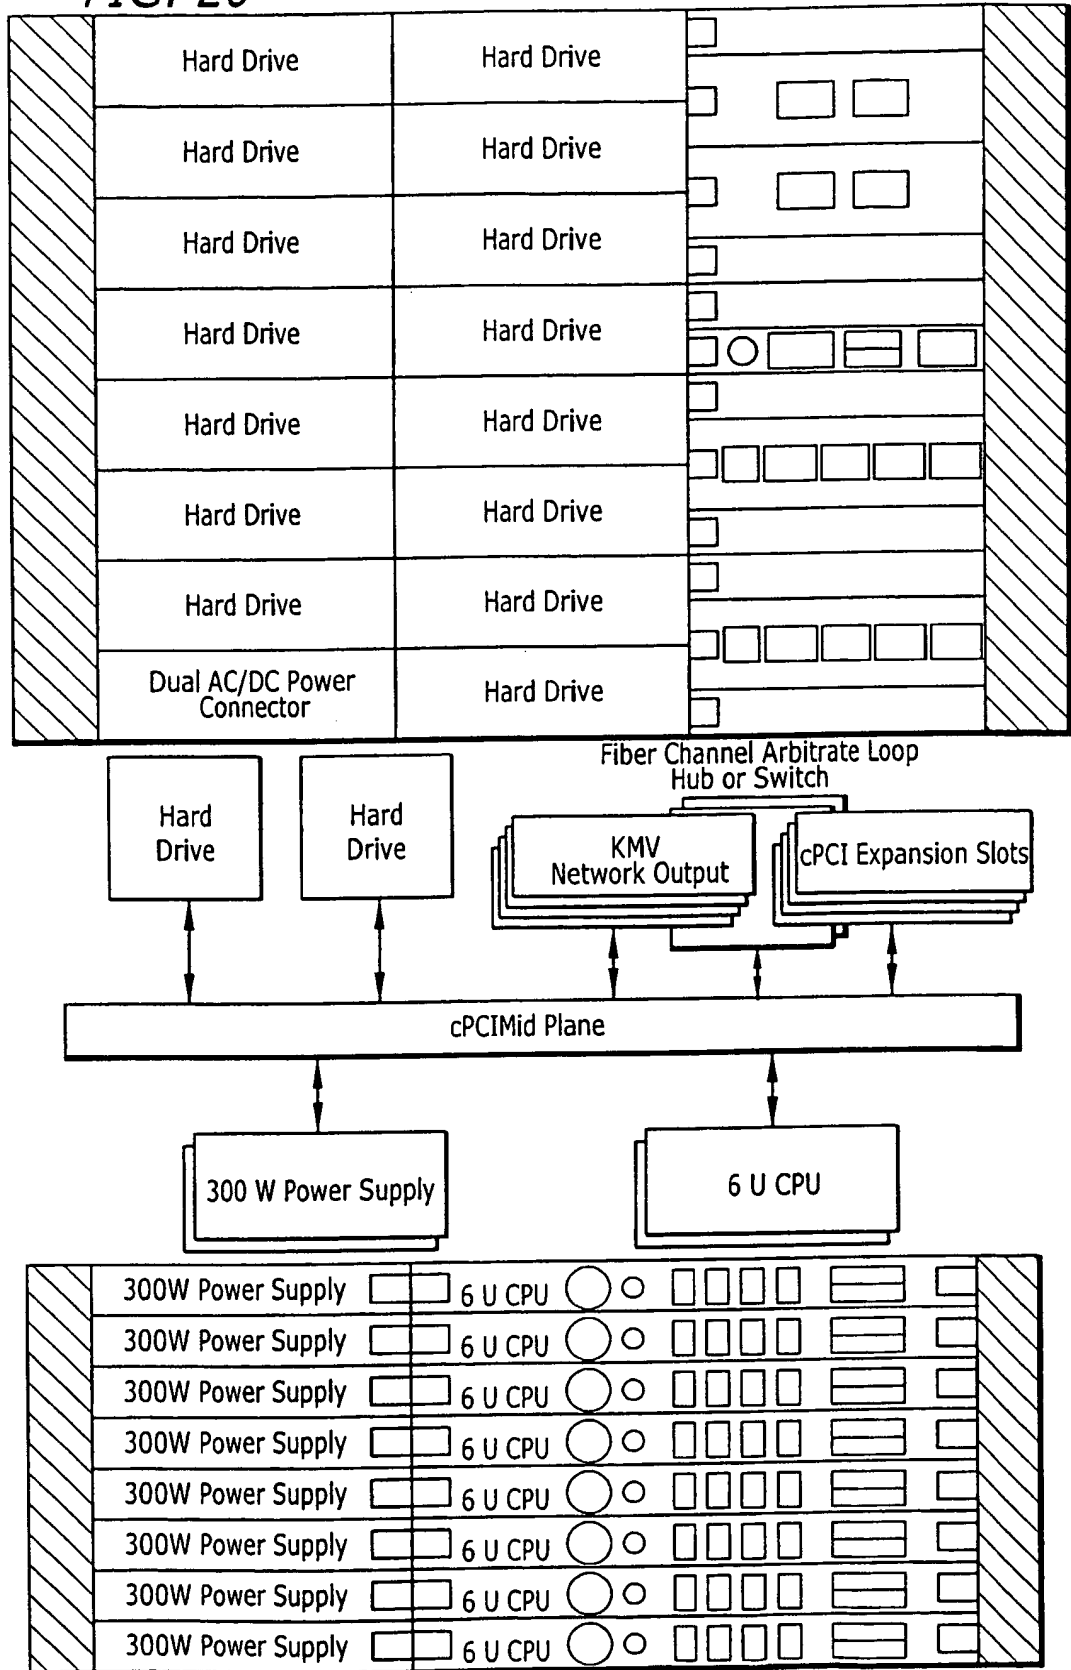 FIG.
Hard Drive
Hard Drive
Hard Drive
Hard Drive
Hard Drive
Hard Drive
Hard Drive
Hard Drive
Hard Drive
Hard Drive
Hard Drive
Hard Drive
Hard Drive
Hard Drive
Dual AC/DC Power
Connector
Hard Drive
Fiber Channel Arbitrate Loop
Hub or Switch
Hard
Drive
Hard
Drive
KMV
Network Output
cPCI Expansion Slots
cPCIMid Plane
300 W Power Supply
6 U CPU
300W Power Supply
6 U CPU
300W Power Supply
6 U CPU
300W Power Supply
6 U CPU
300W Power Supply
6 U CPU
300W Power Supply
6 U CPU
300W Power Supply
6 U CPU
300W Power Supply
6 U CPU
300W Power Supply
6 U CPU